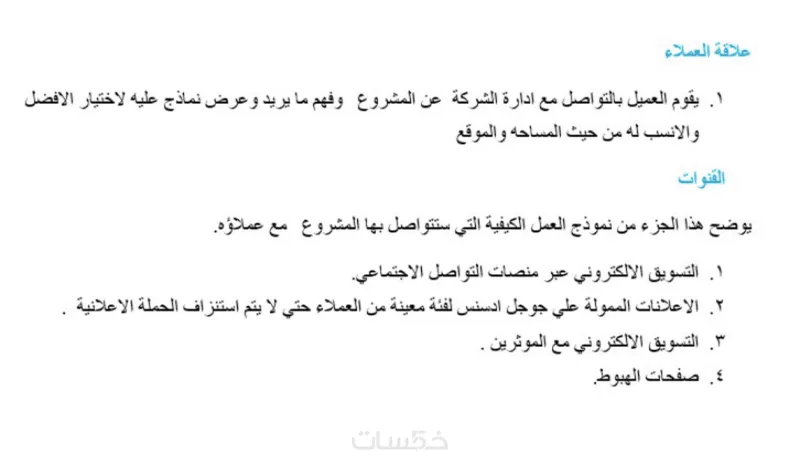 علاقة العملاء
١. يقوم العميل بالتواصل مع ادارة الشركة عن المشروع وفهم ما يريد وعرض نماذج عليه لاختيار الافضل
والانسب له من حيث المساحه والموقع
القنوات
يوضح هذا الجزء من نموذج العمل الكيفية التي ستتواصل بها المشروع مع عملاؤه.
١. التسويق الالكتروني عبر منصات التواصل الاجتماعي.
٢. الاعلانات الممولة علي جوجل ادسنس لفئة معينة من العملاء حتي لا يتم استنزاف الحملة الاعلانية .
٣. التسويق الالكتروني مع الموثرين .
٤. صفحات الهبوط.
خمسات